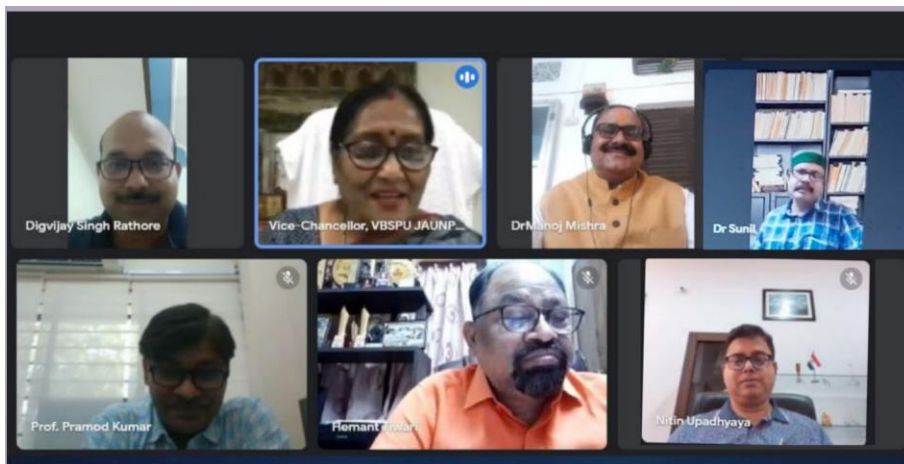 Digvijay Singh Rathore
Vice-Chancellor, VBSPU JAUNP...
DrManoj Mishra
Dr Sunil
Prof. Pramod Kumar
Hemant Tiwari
Nitin Upadhyaya